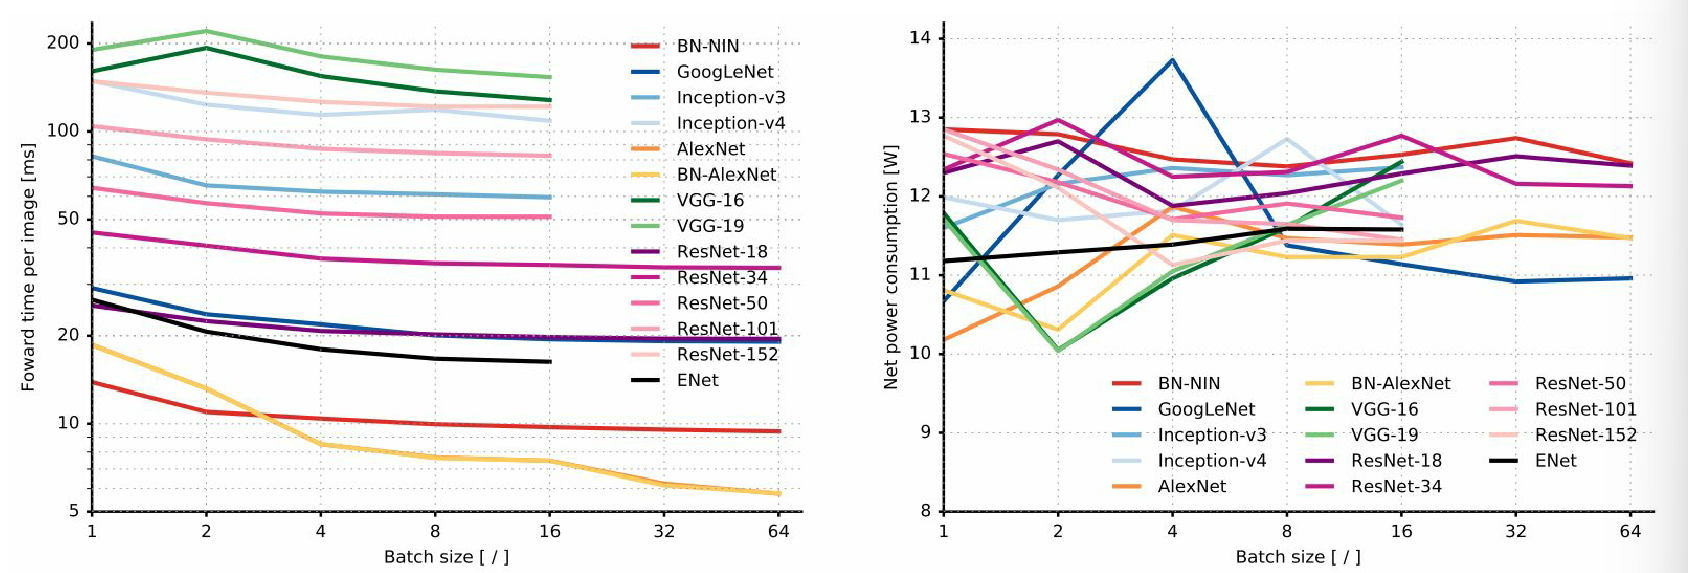 Foward time per image [ms]
200
100
50
20
10
5
1 2 4 8 16 32 64
Batch size [ / ]
BN-NIN
GoogLeNet
Inception-v3
Inception-v4
AlexNet
BN-AlexNet
VGG-16
VGG-19
ResNet-18
ResNet-34
ResNet-50
ResNet-101
ResNet-152
ENet
Net power consumption [W]
14
13
12
11
10
9
8
1 2 4 8 16 32 64
Batch size [ / ]
BN-NIN
GoogLeNet
Inception-v3
Inception-v4
AlexNet
BN-AlexNet
VGG-16
VGG-19
ResNet-18
ResNet-34
ResNet-50
ResNet-101
ResNet-152
ENet